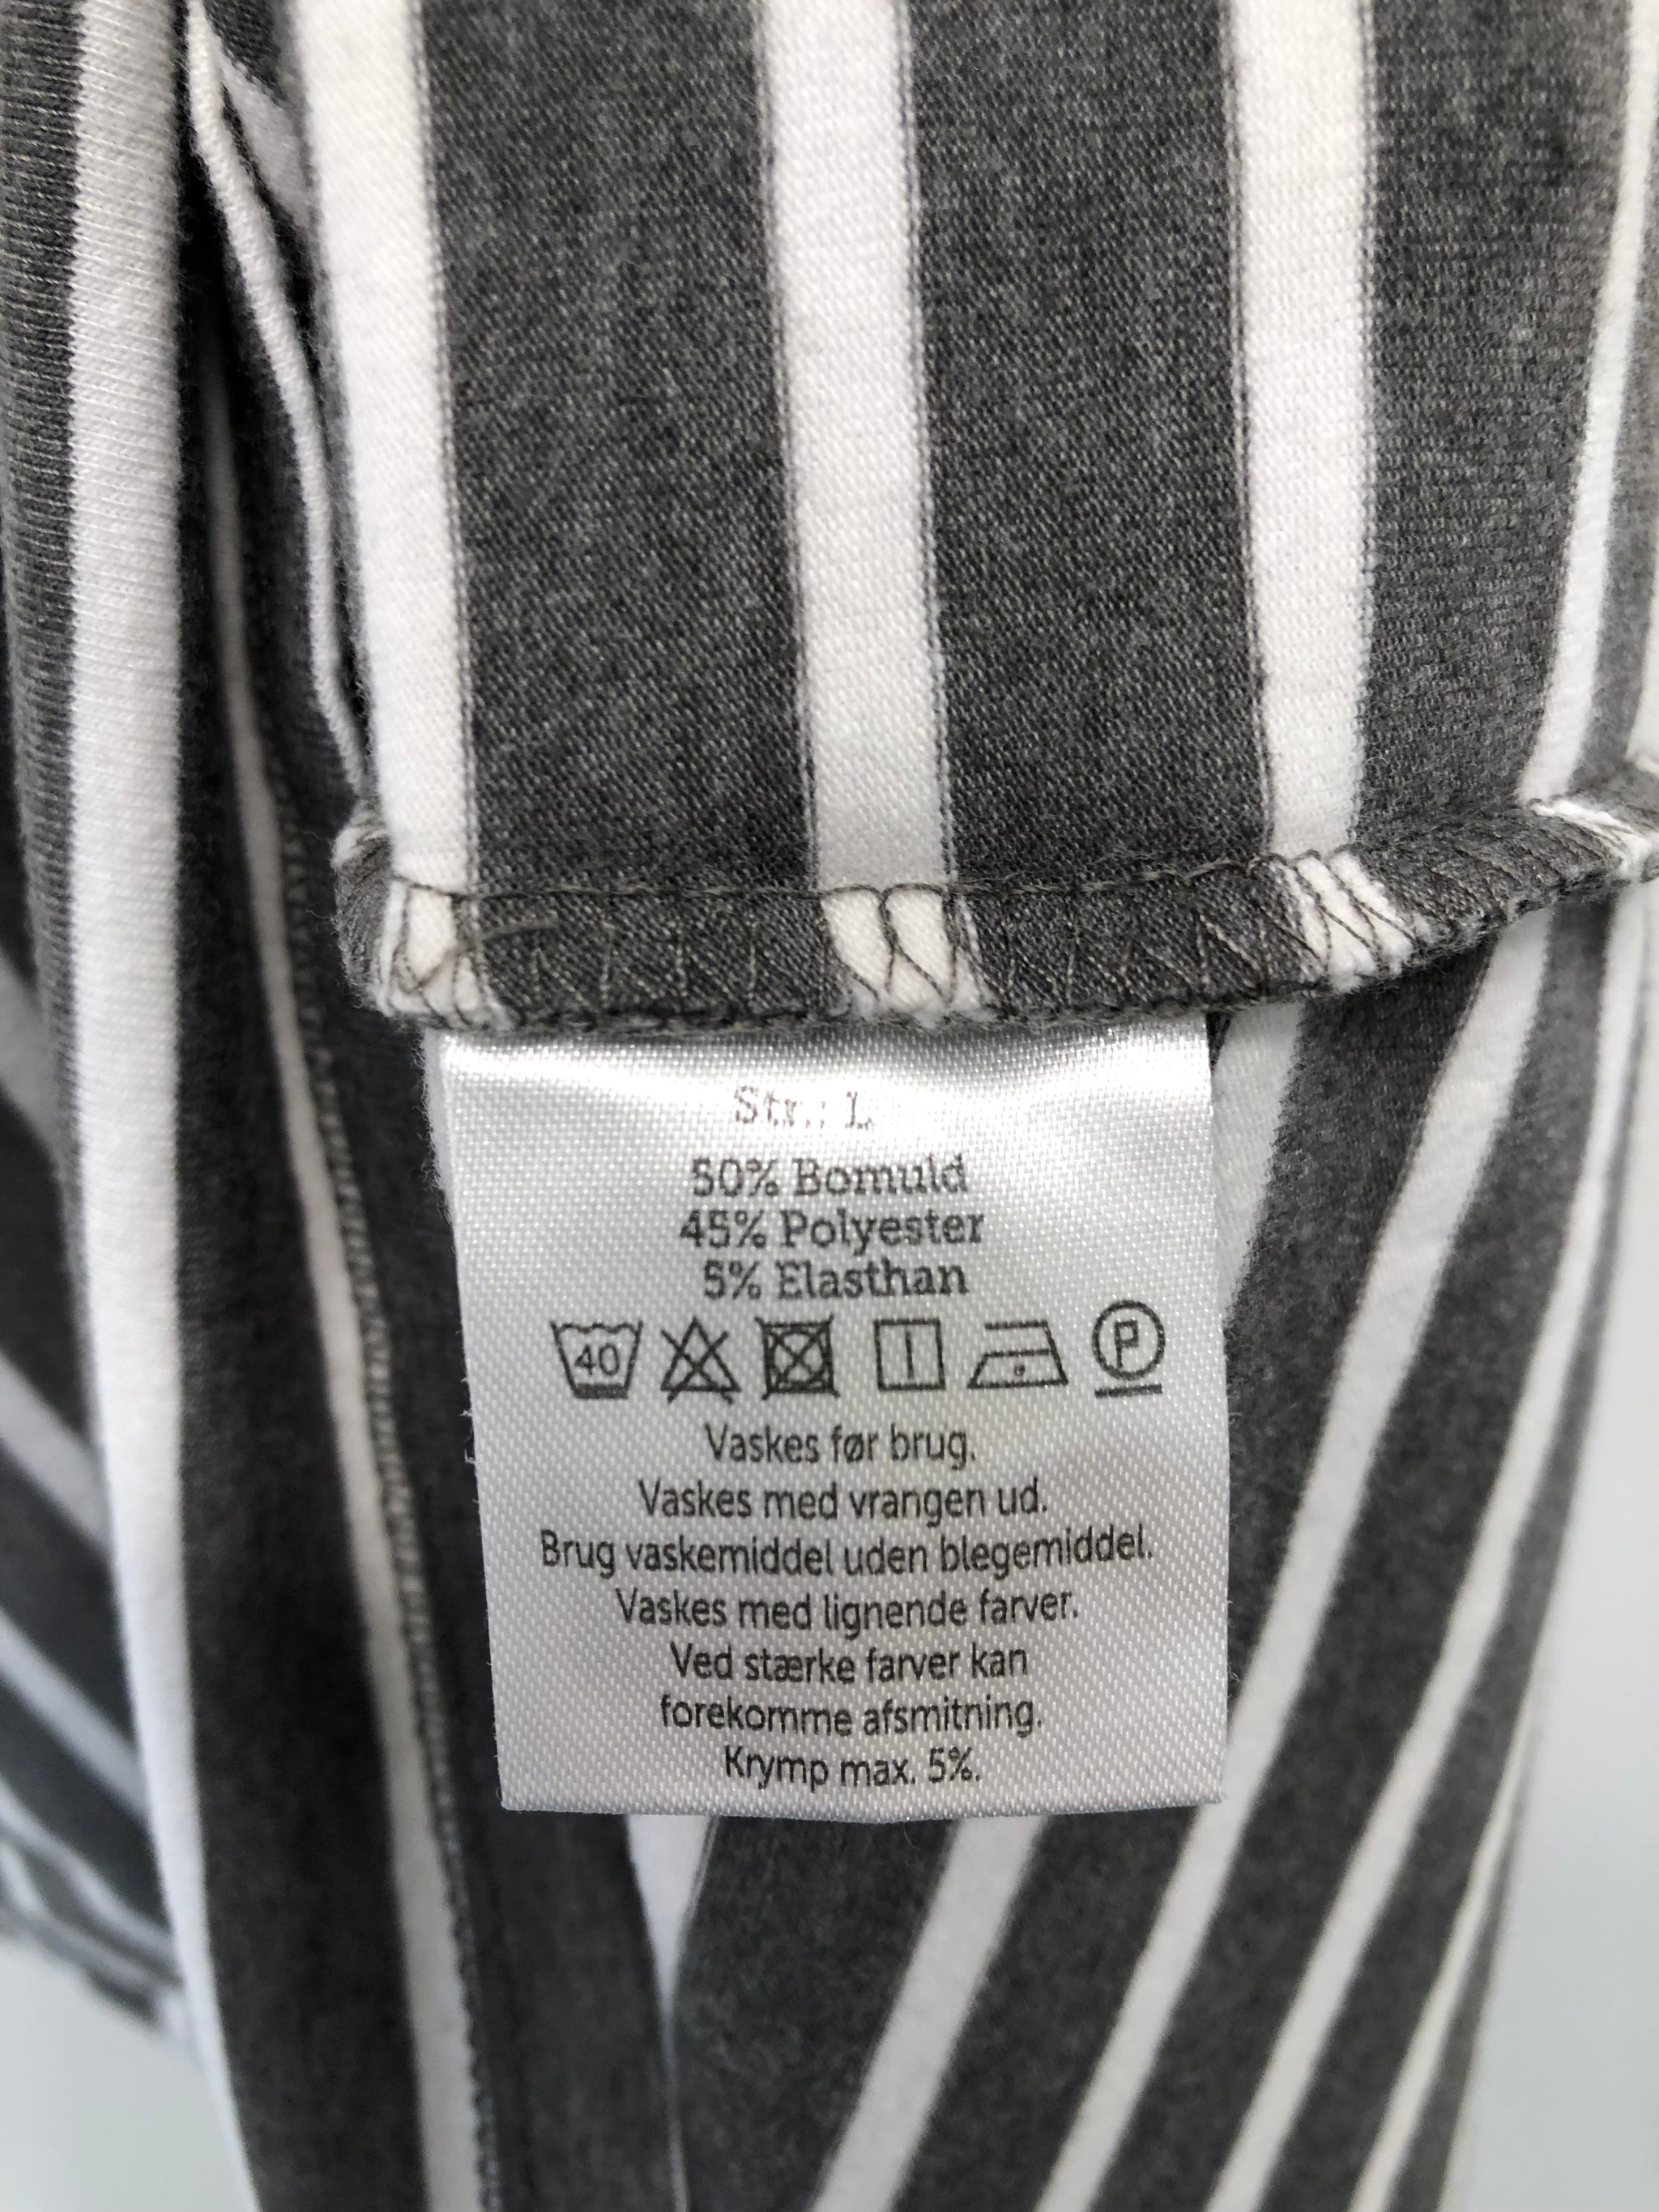 Str.: L
50% Bomuld
45% Polyester
5% Elasthan
40 P
Vaskes før brug.
Vaskes med vrangen ud.
Brug vaskemiddel uden blegemiddel.
Vaskes med lignende farver.
Ved stærke farver kan
forekomme afsmitning.
Krymp max. 5%.